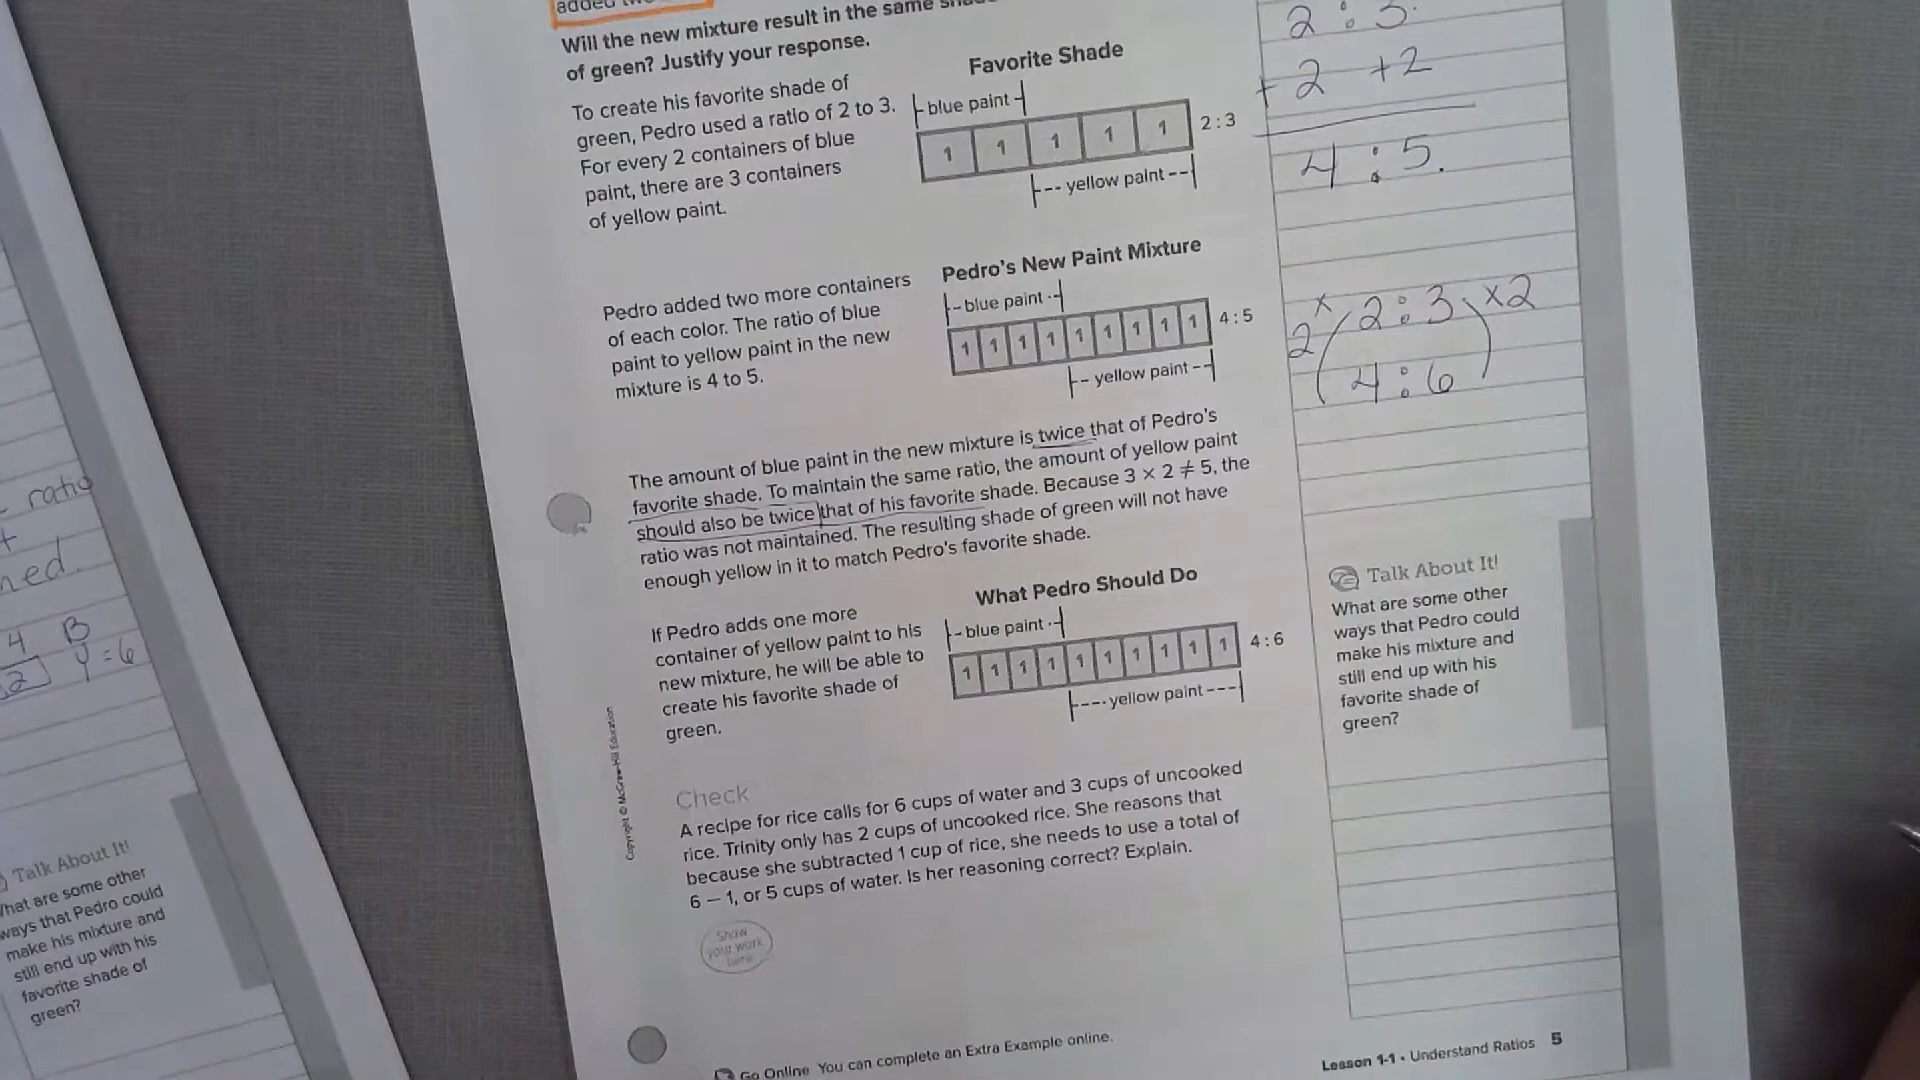 added
Will the new mixture result in the same
of green? Justify your response.
To create his favorite shade of
green, Pedro used a ratio of 2 to 3.
For every 2 containers of blue
paint, there are 3 containers
of yellow paint.
Favorite Shade
blue paint
1 1 1 1 1 2:3
yellow paint
Pedro added two more containers
of each color. The ratio of blue
paint to yellow paint in the new
mixture is 4 to 5.
Pedro's New Paint Mixture
blue paint
1 1 1 1 1 1 1 1 1 4:5
yellow paint
The amount of blue paint in the new mixture is twice that of Pedro's
favorite shade. To maintain the same ratio, the amount of yellow paint
should also be twice that of his favorite shade. Because 3 × 2 ≠ 5, the
ratio was not maintained. The resulting shade of green will not have
enough yellow in it to match Pedro's favorite shade.
If Pedro adds one more
container of yellow paint to his
new mixture, he will be able to
create his favorite shade of
green.
What Pedro Should Do
blue paint
1 1 1 1 1 1 1 1 1 1 4:6
yellow paint
Check
A recipe for rice calls for 6 cups of water and 3 cups of uncooked
rice. Trinity only has 2 cups of uncooked rice. She reasons that
because she subtracted 1 cup of rice, she needs to use a total of
6 – 1, or 5 cups of water. Is her reasoning correct? Explain.
Show
your work
here
Go Online You can complete an Extra Example online.
Copyright © McGraw-Hill Education
2 : 3
+ 2 +2
4 : 5.
x 2 : 3 x2
2
4 : 6
Talk About It!
What are some other
ways that Pedro could
make his mixture and
still end up with his
favorite shade of
green?
Lesson 1-1 • Understand Ratios 5
ratio
4 B
2 Y = 6
Talk About It!
What are some other
ways that Pedro could
make his mixture and
still end up with his
favorite shade of
green?